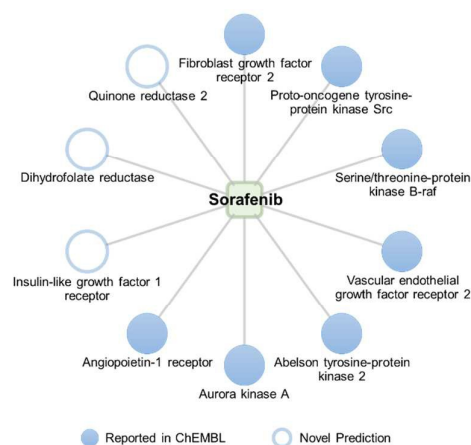 Fibroblast growth factor
receptor 2
Quinone reductase 2
Proto-oncogene tyrosine-
protein kinase Src
Dihydrofolate reductase
Serine/threonine-protein
kinase B-raf
Sorafenib
Insulin-like growth factor 1
receptor
Vascular endothelial
growth factor receptor 2
Angiopoietin-1 receptor
Abelson tyrosine-protein
kinase 2
Aurora kinase A
Reported in ChEMBL
Novel Prediction